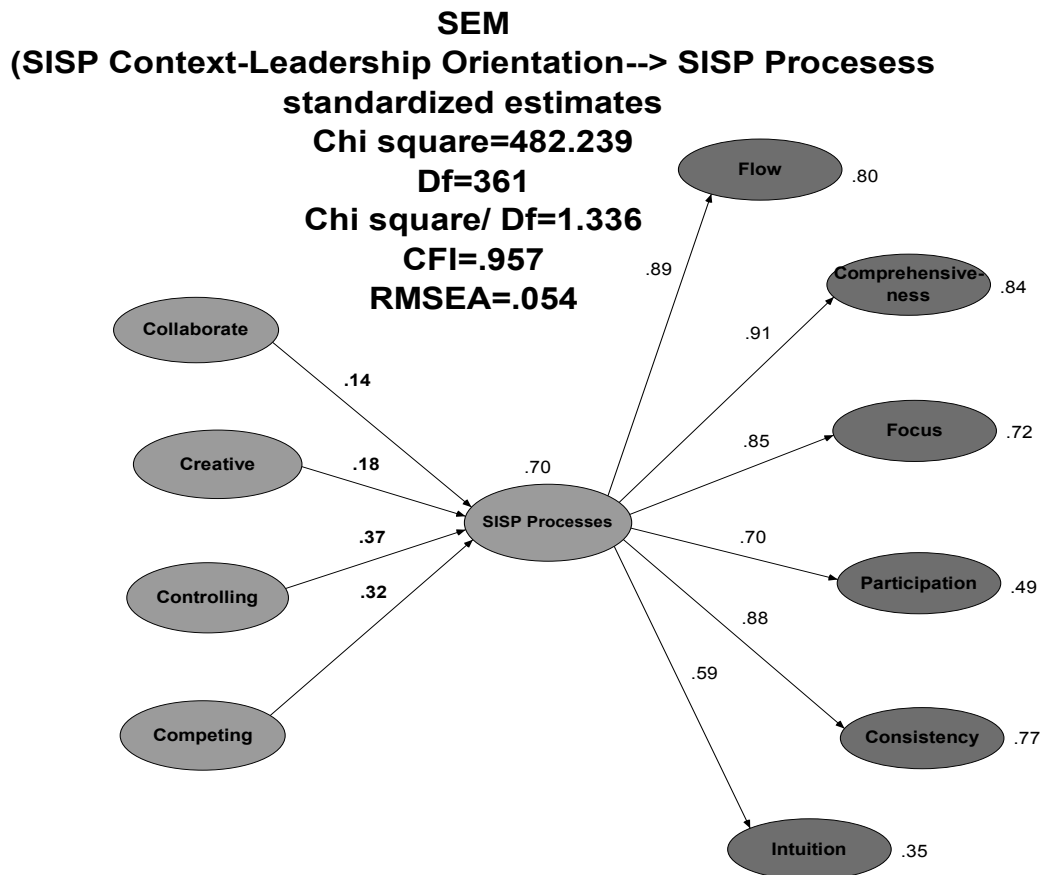 SEM
(SISP Context-Leadership Orientation--> SISP Procesess
standardized estimates
Chi square=482.239
Df=361
Chi square/ Df=1.336
CFI=.957
RMSEA=.054
Flow
.80
.89
Comprehensive-
ness
.84
.91
Collaborate
.14
Focus
.72
.85
Creative
.18
.70
SISP Processes
.37
.70
Controlling
.32
Participation
.49
.88
.59
Competing
Consistency
.77
Intuition
.35